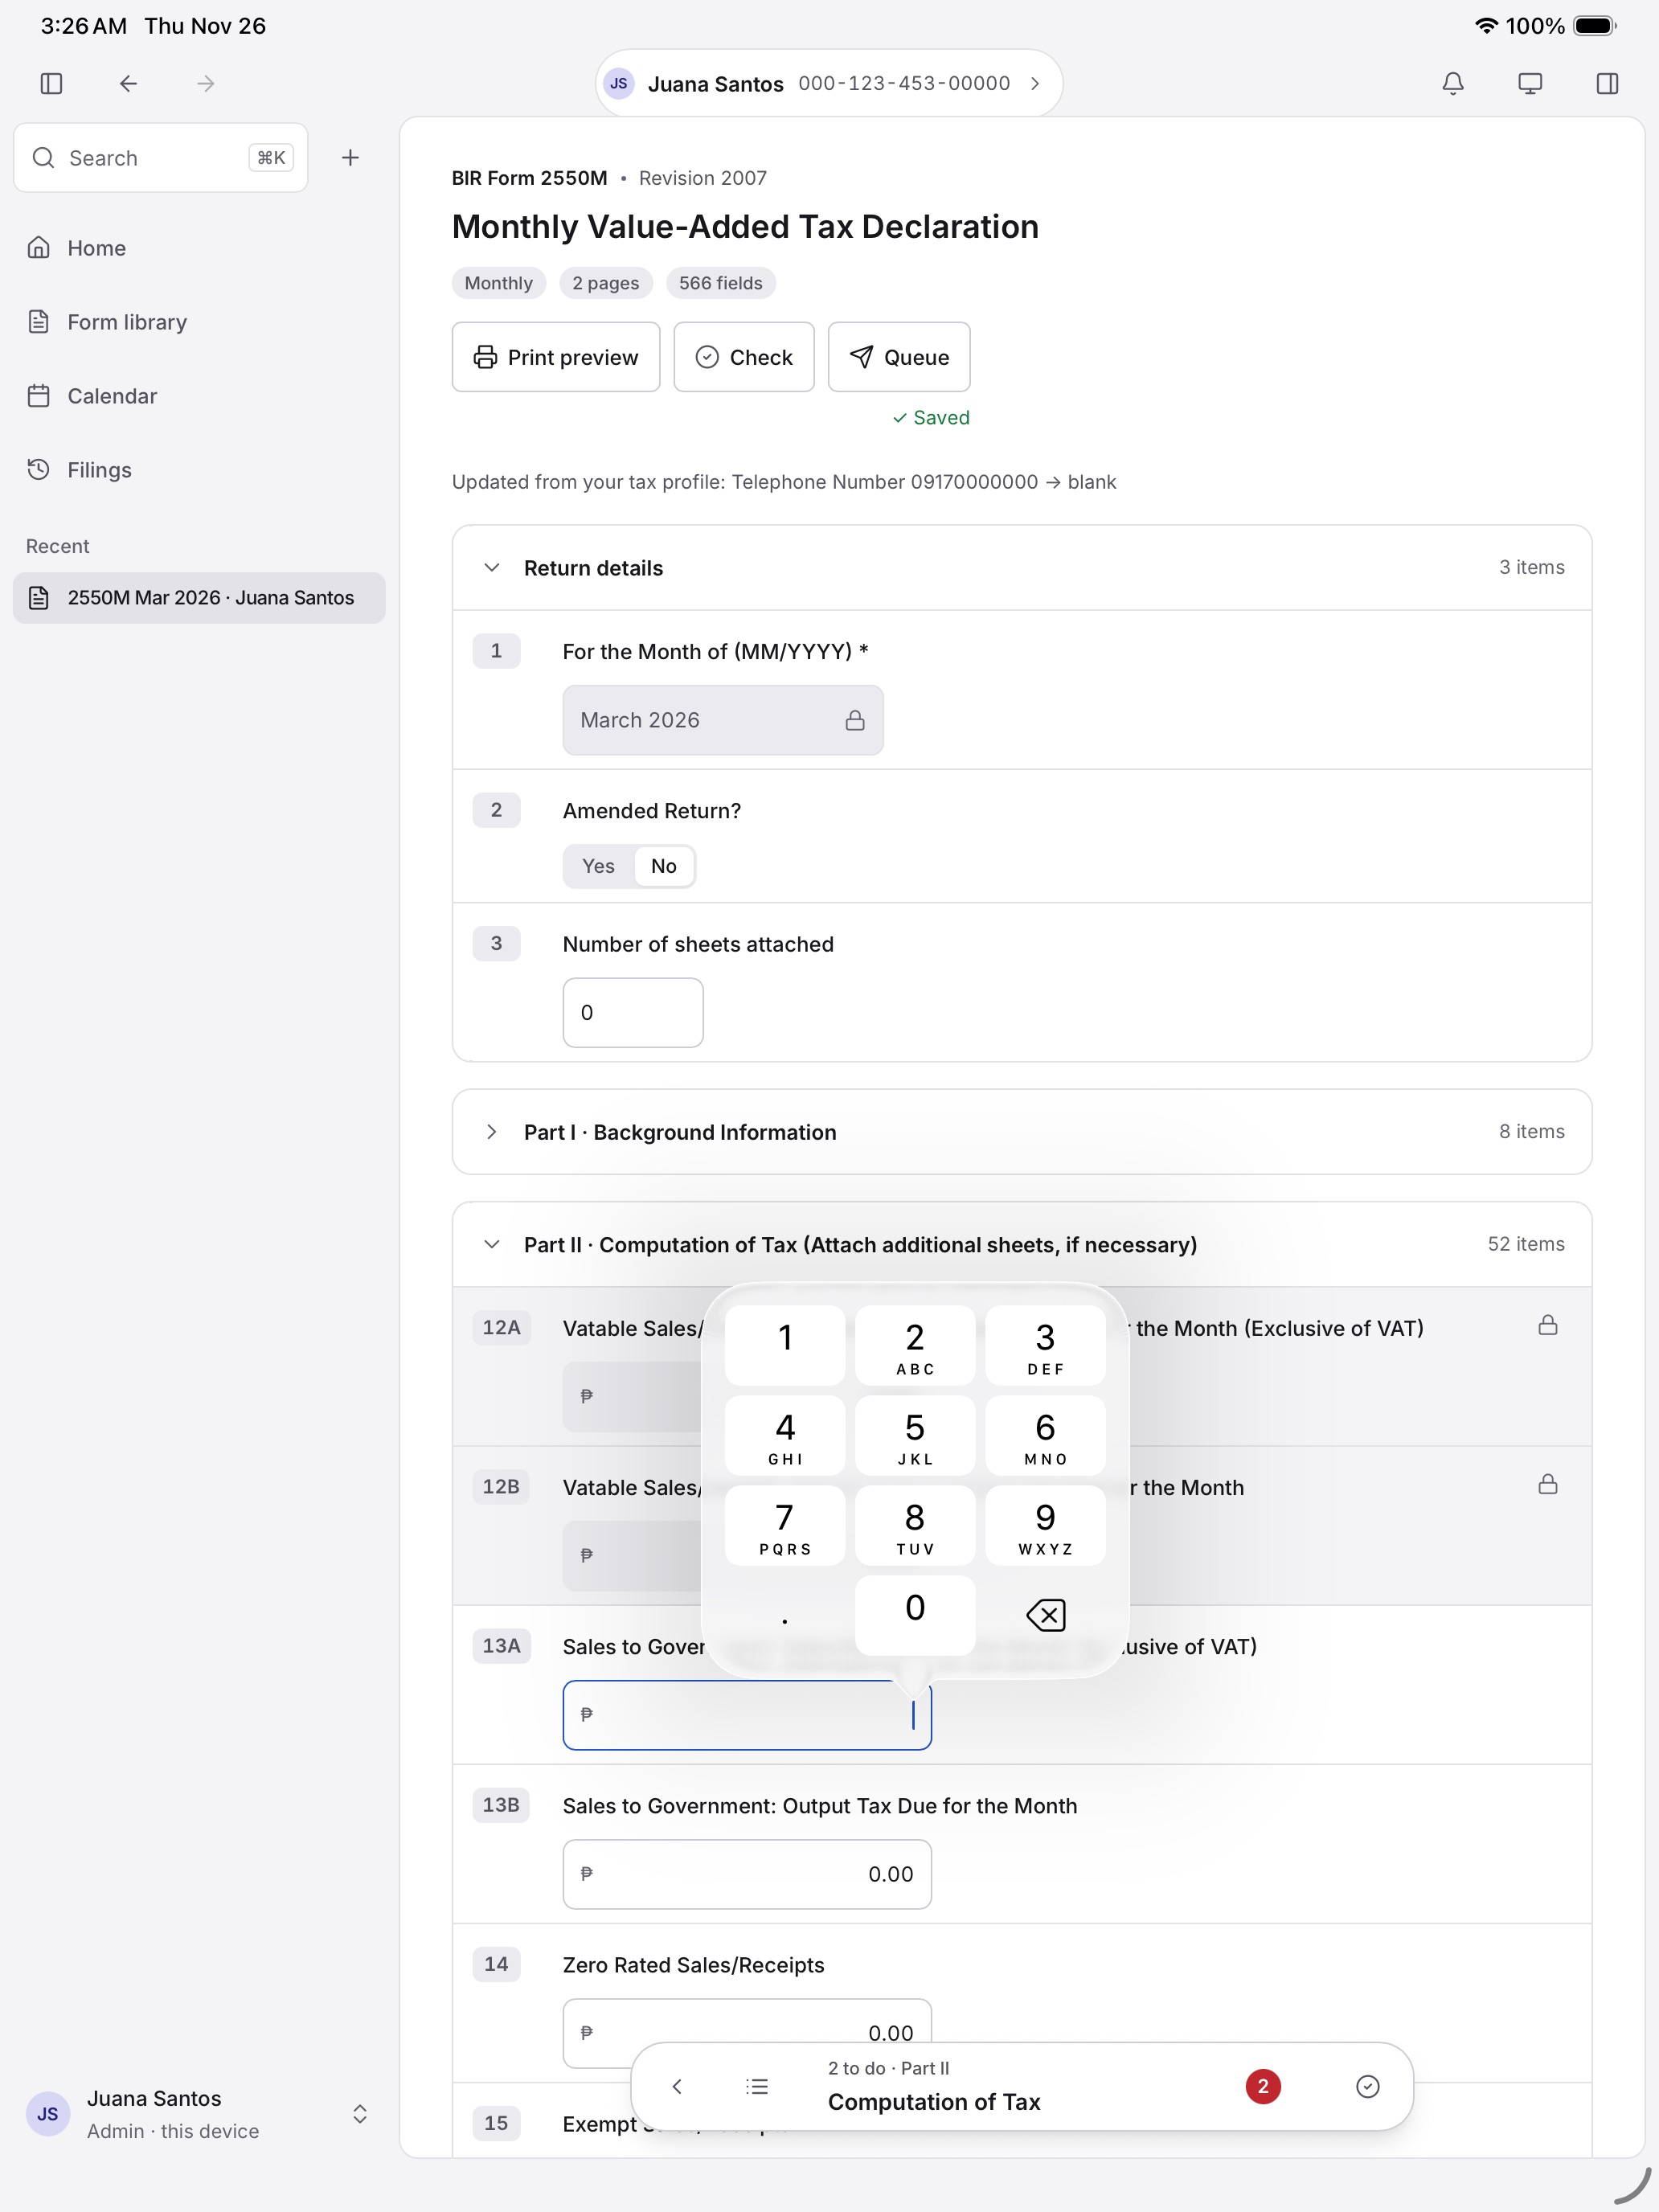 3:26 AM Thu Nov 26
100%
JS Juana Santos 000-123-453-00000
Search ⌘K
Home
Form library
Calendar
Filings
Recent
2550M Mar 2026 · Juana Santos
BIR Form 2550M • Revision 2007
Monthly Value-Added Tax Declaration
Monthly 2 pages 566 fields
Print preview Check Queue
✓ Saved
Updated from your tax profile: Telephone Number 09170000000 → blank
Return details 3 items
1 For the Month of (MM/YYYY) *
March 2026
2 Amended Return?
Yes No
3 Number of sheets attached
0
Part I · Background Information 8 items
Part II · Computation of Tax (Attach additional sheets, if necessary) 52 items
12A Vatable Sales/ the Month (Exclusive of VAT)
₱
12B Vatable Sales/ the Month
₱
1 2 ABC 3 DEF
4 GHI 5 JKL 6 MNO
7 PQRS 8 TUV 9 WXYZ
. 0
13A Sales to of VAT)
₱
13B Sales to Government: Output Tax Due for the Month
₱ 0.00
14 Zero Rated Sales/Receipts
₱ 0.00
15 Exempt
2 to do · Part II
Computation of Tax
2
JS Juana Santos
Admin · this device